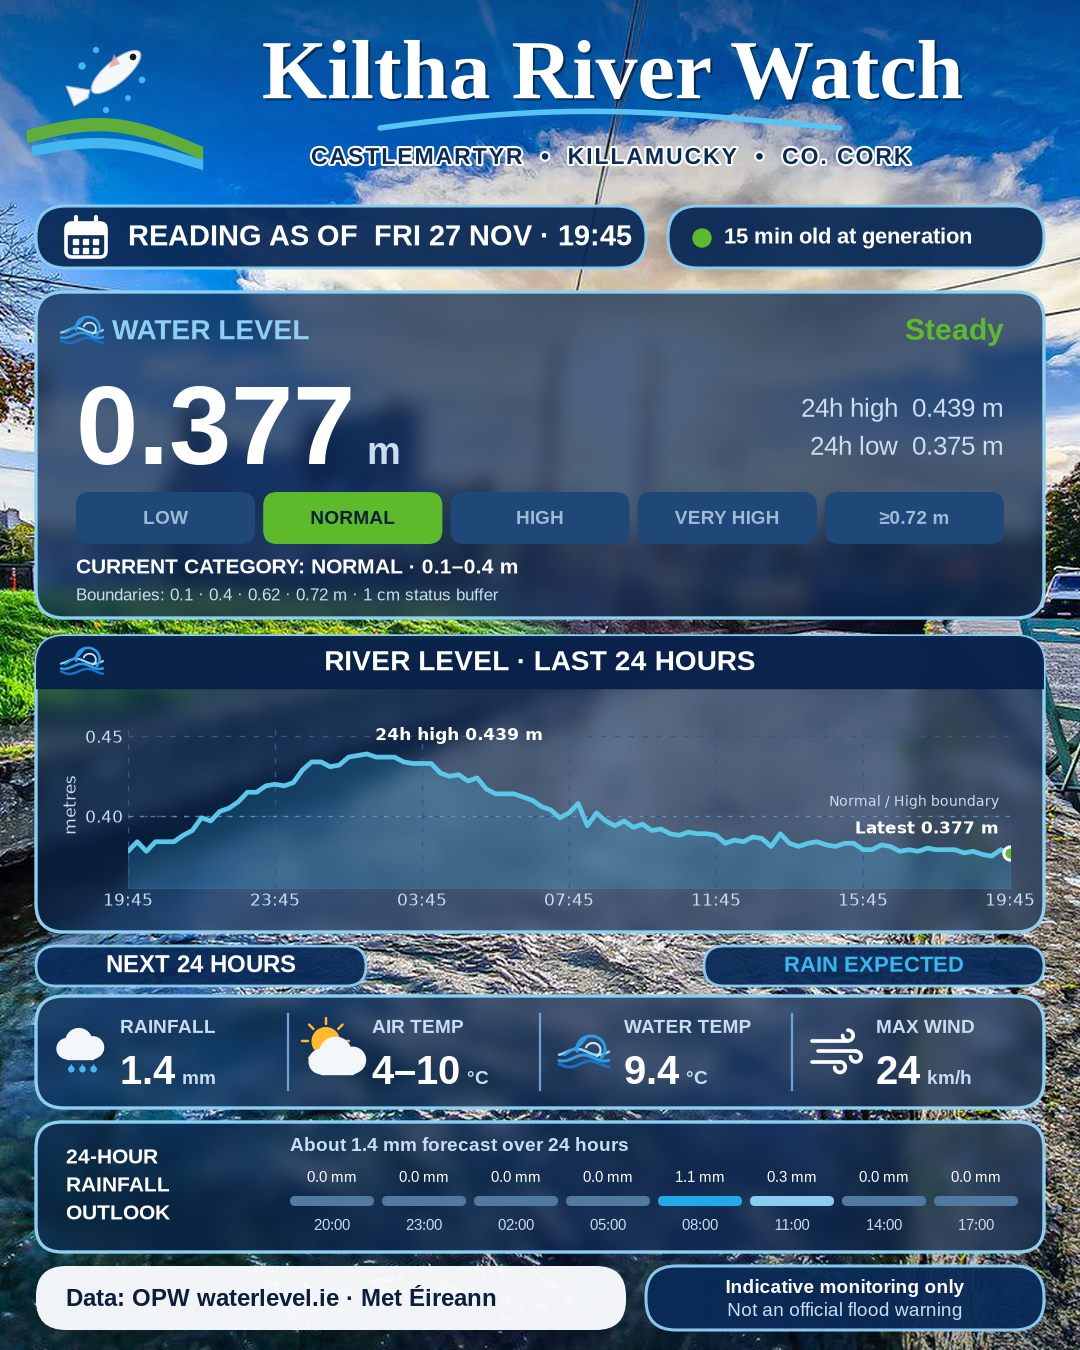 Kiltha River Watch
CASTLEMARTYR • KILLAMUCKY • CO. CORK
READING AS OF FRI 27 NOV · 19:45
15 min old at generation
WATER LEVEL
Steady
0.377 m
24h high 0.439 m
24h low 0.375 m
LOW
NORMAL
HIGH
VERY HIGH
≥0.72 m
CURRENT CATEGORY: NORMAL · 0.1–0.4 m
Boundaries: 0.1 · 0.4 · 0.62 · 0.72 m · 1 cm status buffer
RIVER LEVEL · LAST 24 HOURS
24h high 0.439 m
0.45
metres
Normal / High boundary
0.40
Latest 0.377 m
19:45 23:45 03:45 07:45 11:45 15:45 19:45
NEXT 24 HOURS
RAIN EXPECTED
RAINFALL
1.4 mm
AIR TEMP
4–10 °C
WATER TEMP
9.4 °C
MAX WIND
24 km/h
24-HOUR
RAINFALL
OUTLOOK
About 1.4 mm forecast over 24 hours
0.0 mm 0.0 mm 0.0 mm 0.0 mm 1.1 mm 0.3 mm 0.0 mm 0.0 mm
20:00 23:00 02:00 05:00 08:00 11:00 14:00 17:00
Data: OPW waterlevel.ie · Met Éireann
Indicative monitoring only
Not an official flood warning